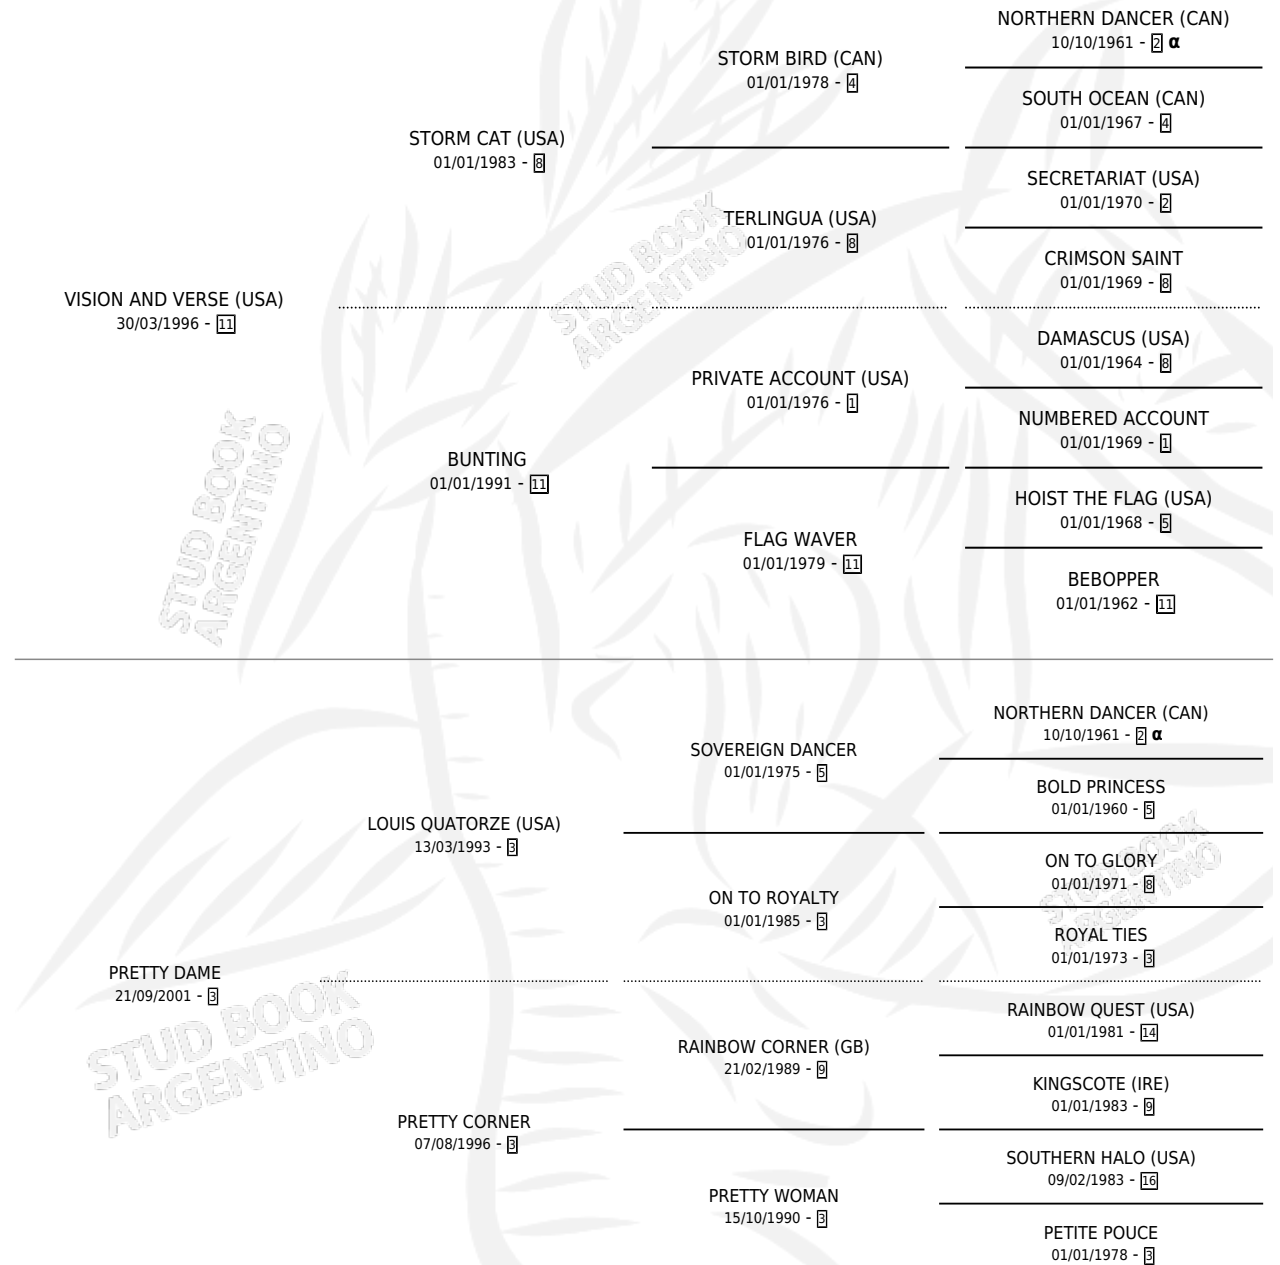 NORTHERN DANCER (CAN)
10/10/1961 - 2 α
STORM BIRD (CAN)
01/01/1978 - 4
SOUTH OCEAN (CAN)
01/01/1967 - 4
STORM CAT (USA)
01/01/1983 - 8
SECRETARIAT (USA)
01/01/1970 - 2
TERLINGUA (USA)
01/01/1976 - 8
CRIMSON SAINT
01/01/1969 - 8
VISION AND VERSE (USA)
30/03/1996 - 11
DAMASCUS (USA)
01/01/1964 - 8
PRIVATE ACCOUNT (USA)
01/01/1976 - 1
NUMBERED ACCOUNT
01/01/1969 - 1
BUNTING
01/01/1991 - 11
HOIST THE FLAG (USA)
01/01/1968 - 5
FLAG WAVER
01/01/1979 - 11
BEBOPPER
01/01/1962 - 11
NORTHERN DANCER (CAN)
10/10/1961 - 2 α
SOVEREIGN DANCER
01/01/1975 - 5
BOLD PRINCESS
01/01/1960 - 5
LOUIS QUATORZE (USA)
13/03/1993 - 3
ON TO GLORY
01/01/1971 - 8
ON TO ROYALTY
01/01/1985 - 3
ROYAL TIES
01/01/1973 - 3
PRETTY DAME
21/09/2001 - 3
RAINBOW QUEST (USA)
01/01/1981 - 14
RAINBOW CORNER (GB)
21/02/1989 - 9
KINGSCOTE (IRE)
01/01/1983 - 9
PRETTY CORNER
07/08/1996 - 3
SOUTHERN HALO (USA)
09/02/1983 - 16
PRETTY WOMAN
15/10/1990 - 3
PETITE POUCE
01/01/1978 - 3
STUD BOOK
ARGENTINO
STUD BOOK
ARGENTINO
STUD BOOK
ARGENTINO
STUD BOOK
ARGENTINO